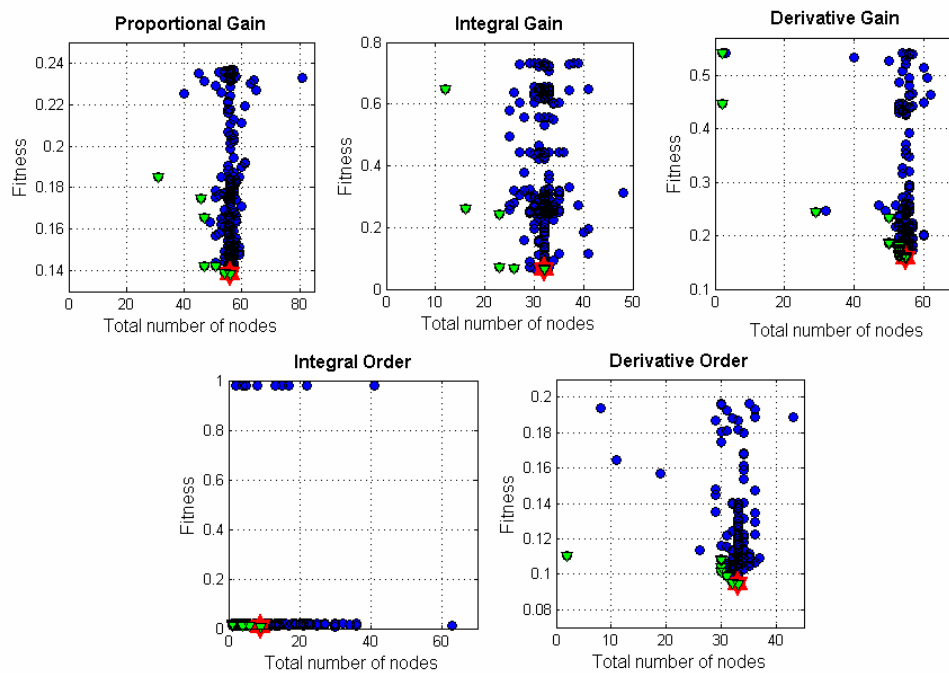 Proportional Gain
0.24
0.22
0.2
0.18
0.16
0.14
Fitness
0 20 40 60 80
Total number of nodes
Integral Gain
0.8
0.6
0.4
0.2
0
Fitness
0 10 20 30 40 50
Total number of nodes
Derivative Gain
0.5
0.4
0.3
0.2
0.1
Fitness
0 20 40 60
Total number of nodes
Integral Order
1
0.8
0.6
0.4
0.2
0
Fitness
0 20 40 60
Total number of nodes
Derivative Order
0.2
0.18
0.16
0.14
0.12
0.1
0.08
Fitness
0 10 20 30 40
Total number of nodes